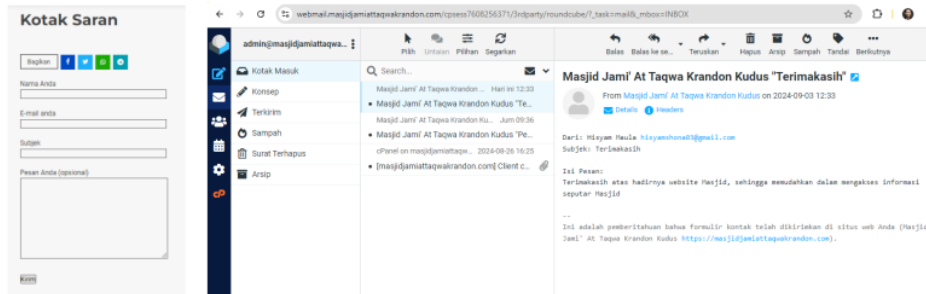 Kotak Saran
Bagikan
Nama Anda
E-mail anda
Subjek
Pesan Anda (opsional)
Kirim
webmail.masjidjamiattaqwakrandon.com/cpsess7608256371/3rdparty/roundcube/?_task=mail&_mbox=INBOX
admin@masjidjamiattaqwa...
Kotak Masuk
Konsep
Terkirim
Sampah
Surat Terhapus
Arsip
Pilih Untaian Pilihan Segarkan
Search...
Masjid Jami' At Taqwa Krandon ... Hari ini 12:33
• Masjid Jami' At Taqwa Krandon Kudus "Te...
Masjid Jami' At Taqwa Krandon Ku... Jum 09:36
• Masjid Jami' At Taqwa Krandon Kudus "Pe...
cPanel on masjidjamiattaqw... 2024-08-26 16:25
• [masjidjamiattaqwakrandon.com] Client c...
Balas Balas ke se... Teruskan Hapus Arsip Sampah Tandai Berikutnya
Masjid Jami' At Taqwa Krandon Kudus "Terimakasih"
From Masjid Jami' At Taqwa Krandon Kudus on 2024-09-03 12:33
Details Headers
Dari: Hisyam Maula hisyamshona03@gmail.com
Subjek: Terimakasih
Isi Pesan:
Terimakasih atas hadirnya website Masjid, sehingga memudahkan dalam mengakses informasi
seputar Masjid
--
Ini adalah pemberitahuan bahwa formulir kontak telah dikirimkan di situs web Anda (Masjid
Jami' At Taqwa Krandon Kudus https://masjidjamiattaqwakrandon.com).